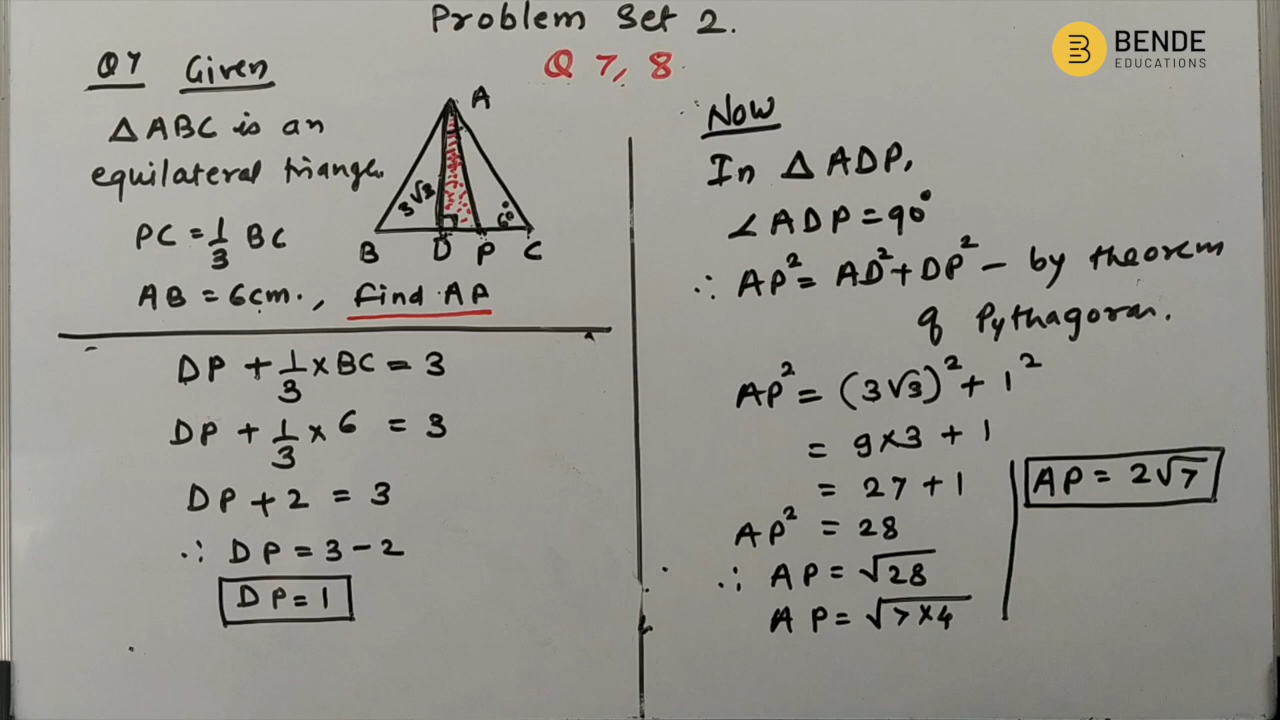 Problem Set 2.
Q 7, 8
BENDE
EDUCATIONS
Q7 Given
△ABC is an
equilateral triangle.
PC = 1/3 BC
AB = 6cm., find AP
A
3√3
60°
B D P C
DP + 1/3 × BC = 3
DP + 1/3 × 6 = 3
DP + 2 = 3
∴ DP = 3 - 2
DP = 1
Now
In △ ADP,
∠ADP = 90°
∴ AP² = AD² + DP² - by theorem
of Pythagoras.
AP² = (3√3)² + 1²
= 9×3 + 1
= 27 + 1
AP² = 28
∴ AP = √28
AP = √7×4
AP = 2√7